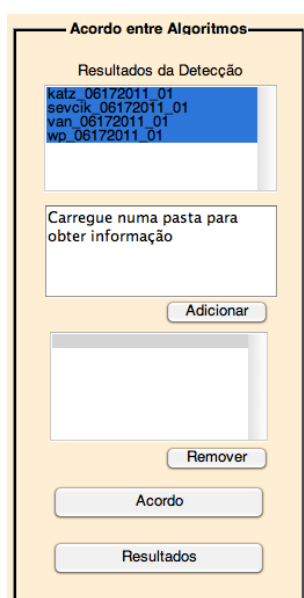 Acordo entre Algoritmos
Resultados da Detecção
katz_06172011_01
sevcik_06172011_01
van_06172011_01
wp_06172011_01
Carregue numa pasta para
obter informação
Adicionar
Remover
Acordo
Resultados